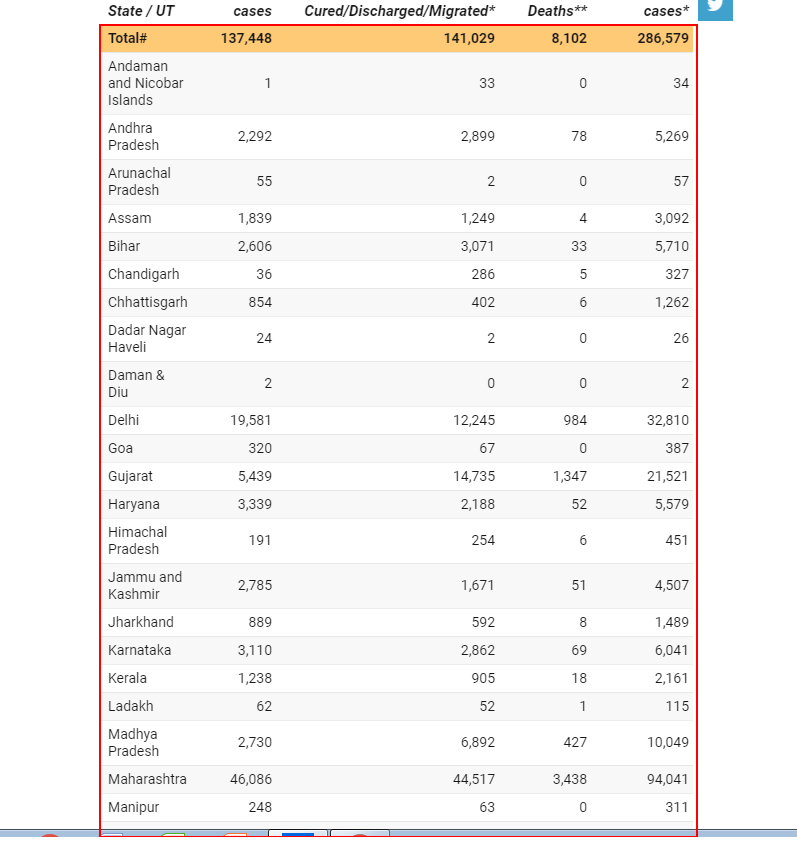 State / UT cases Cured/Discharged/Migrated* Deaths** cases*
Total# 137,448 141,029 8,102 286,579
Andaman
and Nicobar 1 33 0 34
Islands
Andhra
Pradesh 2,292 2,899 78 5,269
Arunachal
Pradesh 55 2 0 57
Assam 1,839 1,249 4 3,092
Bihar 2,606 3,071 33 5,710
Chandigarh 36 286 5 327
Chhattisgarh 854 402 6 1,262
Dadar Nagar
Haveli 24 2 0 26
Daman &
Diu 2 0 0 2
Delhi 19,581 12,245 984 32,810
Goa 320 67 0 387
Gujarat 5,439 14,735 1,347 21,521
Haryana 3,339 2,188 52 5,579
Himachal
Pradesh 191 254 6 451
Jammu and
Kashmir 2,785 1,671 51 4,507
Jharkhand 889 592 8 1,489
Karnataka 3,110 2,862 69 6,041
Kerala 1,238 905 18 2,161
Ladakh 62 52 1 115
Madhya
Pradesh 2,730 6,892 427 10,049
Maharashtra 46,086 44,517 3,438 94,041
Manipur 248 63 0 311